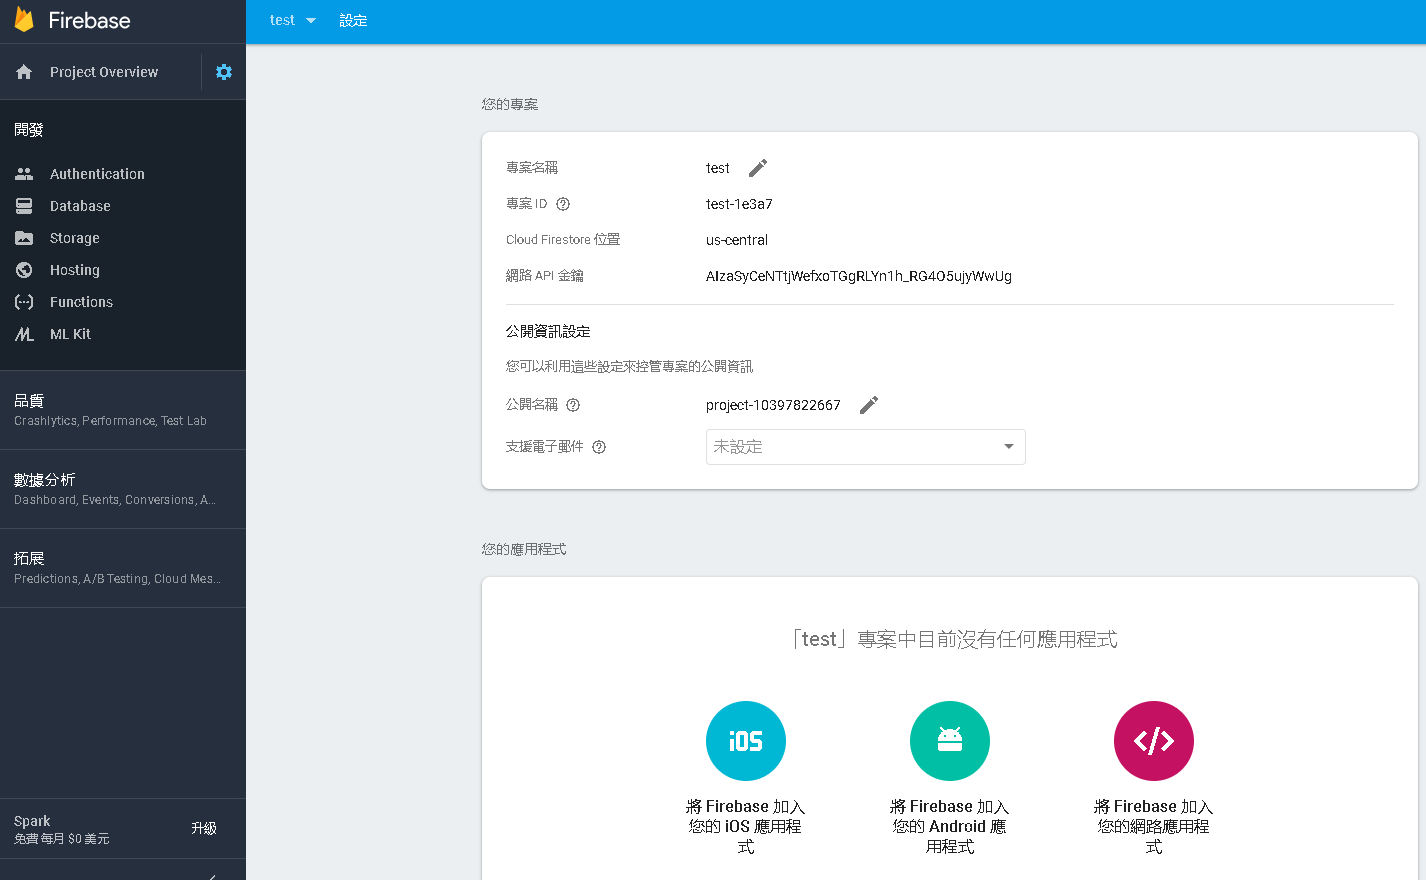 Firebase
test
設定
Project Overview
開發
Authentication
Database
Storage
Hosting
Functions
ML Kit
品質
Crashlytics, Performance, Test Lab
數據分析
Dashboard, Events, Conversions, A...
拓展
Predictions, A/B Testing, Cloud Mes...
Spark
免費 每月 $0 美元
升級
您的專案
專案名稱
test
專案 ID
test-1e3a7
Cloud Firestore 位置
us-central
網路 API 金鑰
AIzaSyCeNTtjWefxoTGgRLYn1h_RG4O5ujyWwUg
公開資訊設定
您可以利用這些設定來控管專案的公開資訊
公開名稱
project-10397822667
支援電子郵件
未設定
您的應用程式
「test」專案中目前沒有任何應用程式
iOS
將 Firebase 加入
您的 iOS 應用程
式
將 Firebase 加入
您的 Android 應
用程式
將 Firebase 加入
您的網路應用程
式